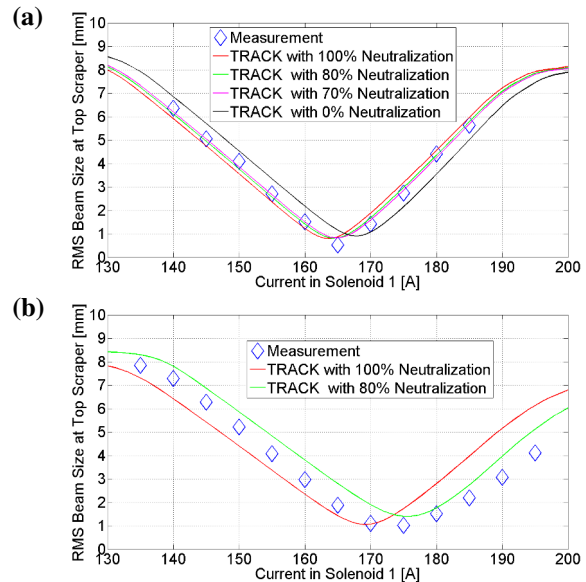 (a)
10
9
8
7
6
5
4
3
2
1
0
RMS Beam Size at Top Scraper [mm]
Measurement
TRACK with 100% Neutralization
TRACK with 80% Neutralization
TRACK with 70% Neutralization
TRACK with 0% Neutralization
130 140 150 160 170 180 190 200
Current in Solenoid 1 [A]
(b)
10
9
8
7
6
5
4
3
2
1
0
RMS Beam Size at Top Scraper [mm]
Measurement
TRACK with 100% Neutralization
TRACK with 80% Neutralization
130 140 150 160 170 180 190 200
Current in Solenoid 1 [A]